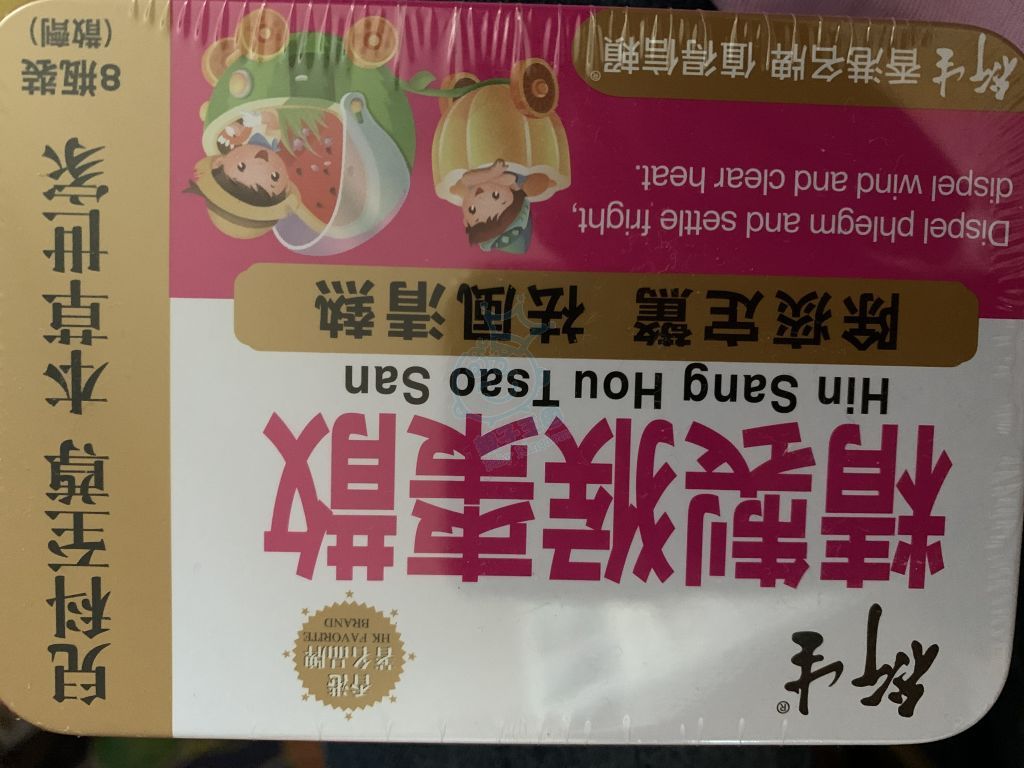 衍生®
香港
著名品牌
HK FAVORITE
BRAND
精製猴棗散
Hin Sang Hou Tsao San
除痰定驚 祛風清熱
Dispel phlegm and settle fright,
dispel wind and clear heat.
衍生 香港名牌 值得信賴®
兒科至尊 本草世家
8瓶裝
(散劑)